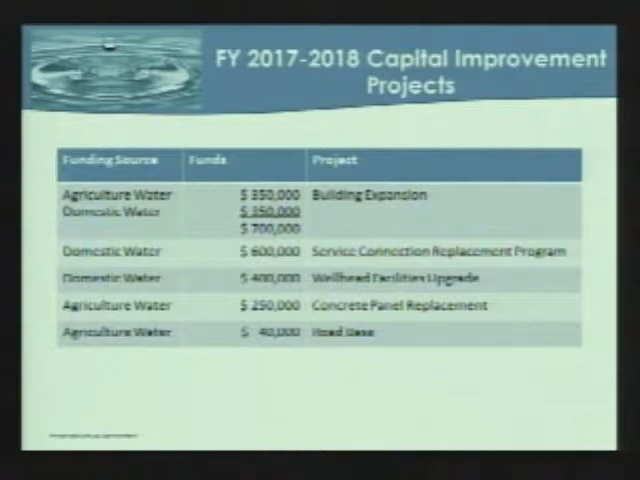 FY 2017-2018 Capital Improvement
Projects
Funding Source Funds Project
Agriculture Water $ 350,000 Building Expansion
Domestic Water $ 350,000
$ 700,000
Domestic Water $ 600,000 Service Connection Replacement Program
Domestic Water $ 400,000 Wellhead Facilities Upgrade
Agriculture Water $ 250,000 Concrete Panel Replacement
Agriculture Water $ 40,000 Road Base